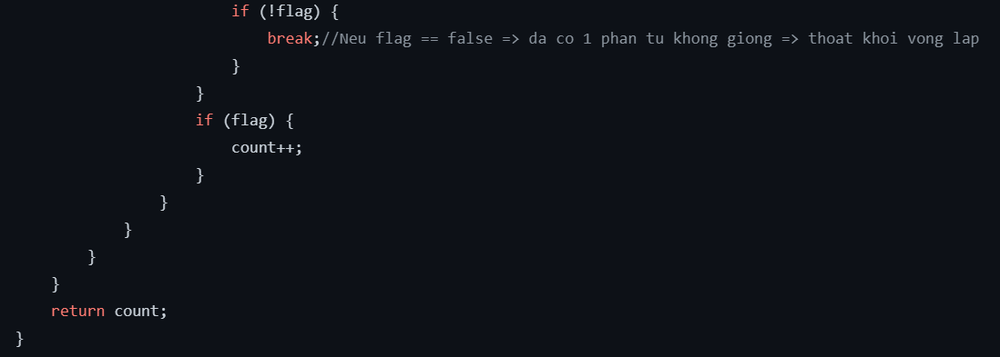 if (!flag) {
break;//Neu flag == false => da co 1 phan tu khong giong => thoat khoi vong lap
}
}
if (flag) {
count++;
}
}
}
}
}
return count;
}